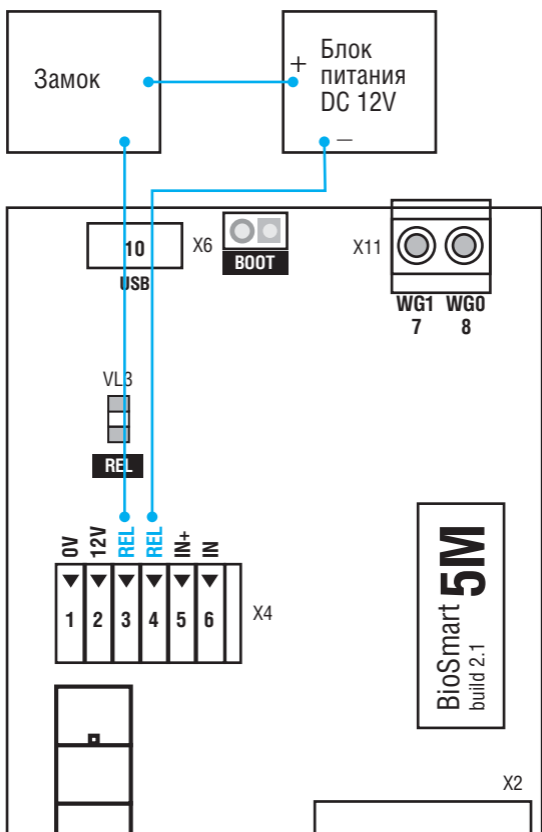 Замок
+
Блок
питания
DC 12V
–
10
USB
X6
BOOT
X11
WG1 WG0
7 8
VL3
REL
0V 12V REL REL IN+ IN
1 2 3 4 5 6
X4
BioSmart 5M
build 2.1
X2